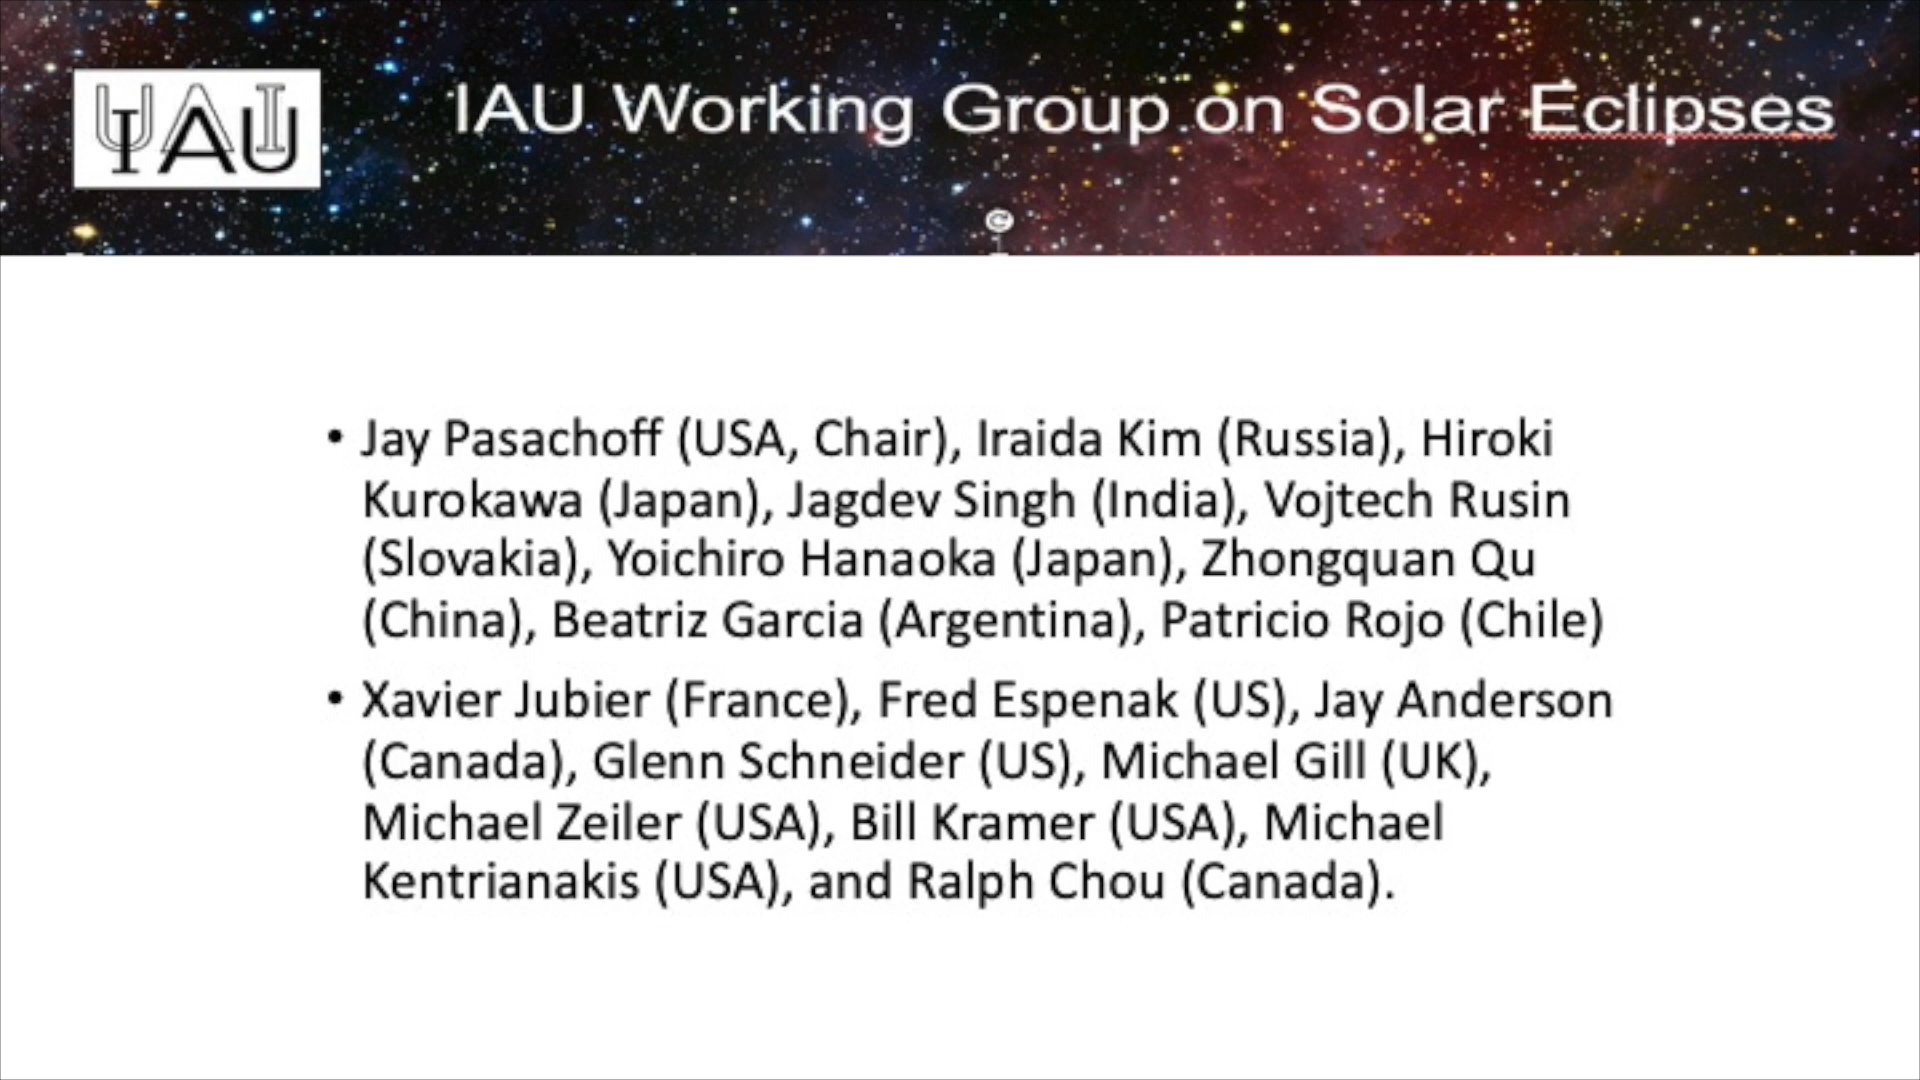 IAU
IAU Working Group on Solar Eclipses
• Jay Pasachoff (USA, Chair), Iraida Kim (Russia), Hiroki
Kurokawa (Japan), Jagdev Singh (India), Vojtech Rusin
(Slovakia), Yoichiro Hanaoka (Japan), Zhongquan Qu
(China), Beatriz Garcia (Argentina), Patricio Rojo (Chile)
• Xavier Jubier (France), Fred Espenak (US), Jay Anderson
(Canada), Glenn Schneider (US), Michael Gill (UK),
Michael Zeiler (USA), Bill Kramer (USA), Michael
Kentrianakis (USA), and Ralph Chou (Canada).